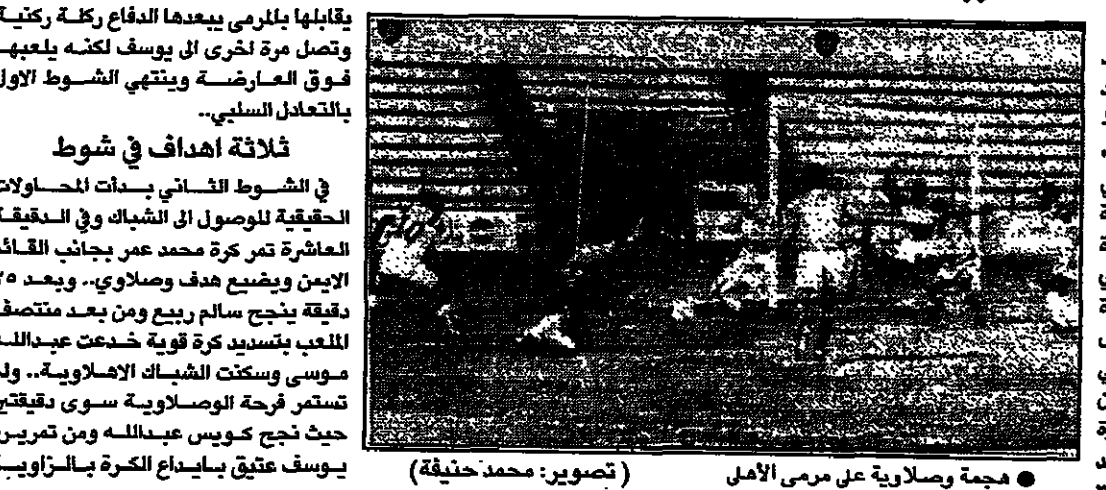 يقابلها بالمرمى يبعدها الدفاع ركلة ركنية
وتصل مرة اخرى الى يوسف لكنه يلعبهـ
فوق العارضة وينتهي الشوط الاول
بالتعادل السلبي..
ثلاثة اهداف في شوط
في الشوط الثاني بدأت المحاولات
الحقيقية للوصول الى الشباك وفي الدقيقة
العاشرة تمر كرة محمد عمر بجانب القائم
الايمن ويضيع هدف وصلاوي.. وبعد ٢٥
دقيقة ينجح سالم ربيع ومن بعد منتصف
الملعب بتسديد كرة قوية خدعت عبدالله
موسى وسكنت الشباك الاهلاوية.. ولم
تستمر فرحة الوصلاوية سوى دقيقتين
حيث نجح كويس عبدالله ومن تمريرة
يوسف عتيق بايداع الكرة بالزاوية
● هجمة وصلاوية على مرمى الأهلى
(تصوير: محمد حنيفة)